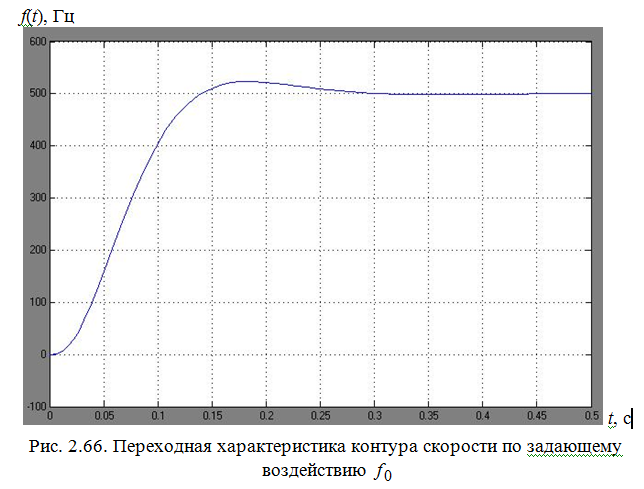 f(t), Гц
600
500
400
300
200
100
0
-100
0 0.05 0.1 0.15 0.2 0.25 0.3 0.35 0.4 0.45 0.5
t, с
Рис. 2.66. Переходная характеристика контура скорости по задающему
воздействию f0